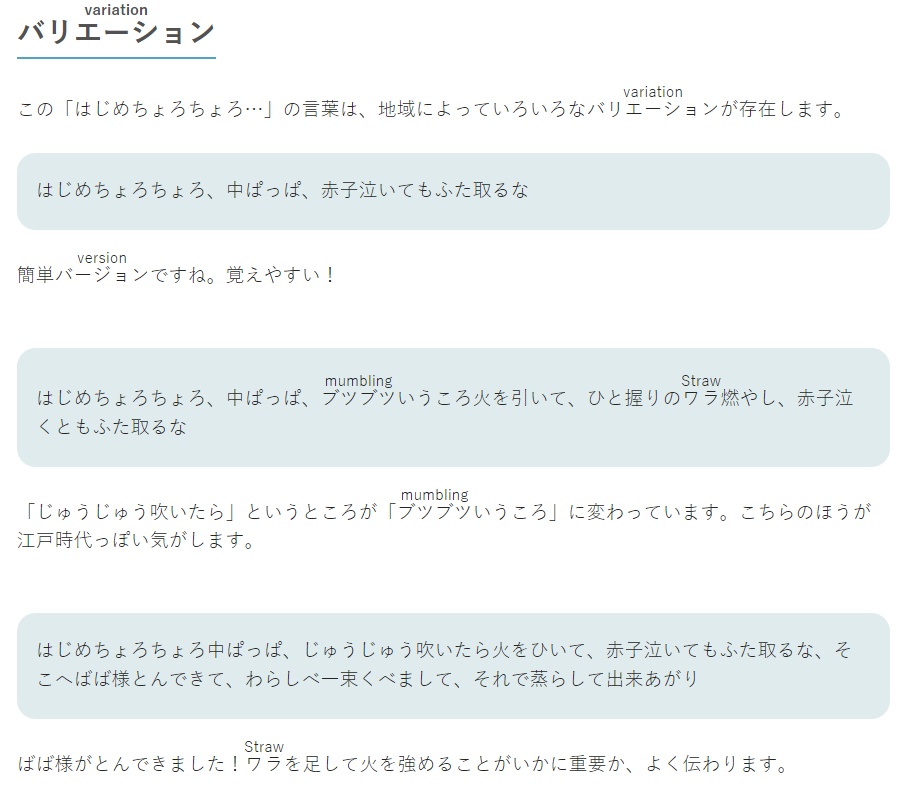 variation
バリエーション
variation
この「はじめちょろちょろ…」の言葉は、地域によっていろいろなバリエーションが存在します。
はじめちょろちょろ、中ぱっぱ、赤子泣いてもふた取るな
version
簡単バージョンですね。覚えやすい！
mumbling Straw
はじめちょろちょろ、中ぱっぱ、ブツブツいうころ火を引いて、ひと握りのワラ燃やし、赤子泣
くともふた取るな
mumbling
「じゅうじゅう吹いたら」というところが「ブツブツいうころ」に変わっています。こちらのほうが
江戸時代っぽい気がします。
はじめちょろちょろ中ぱっぱ、じゅうじゅう吹いたら火をひいて、赤子泣いてもふた取るな、そ
こへばば様とんできて、わらしべ一束くべまして、それで蒸らして出来あがり
Straw
ばば様がとんできました！ワラを足して火を強めることがいかに重要か、よく伝わります。